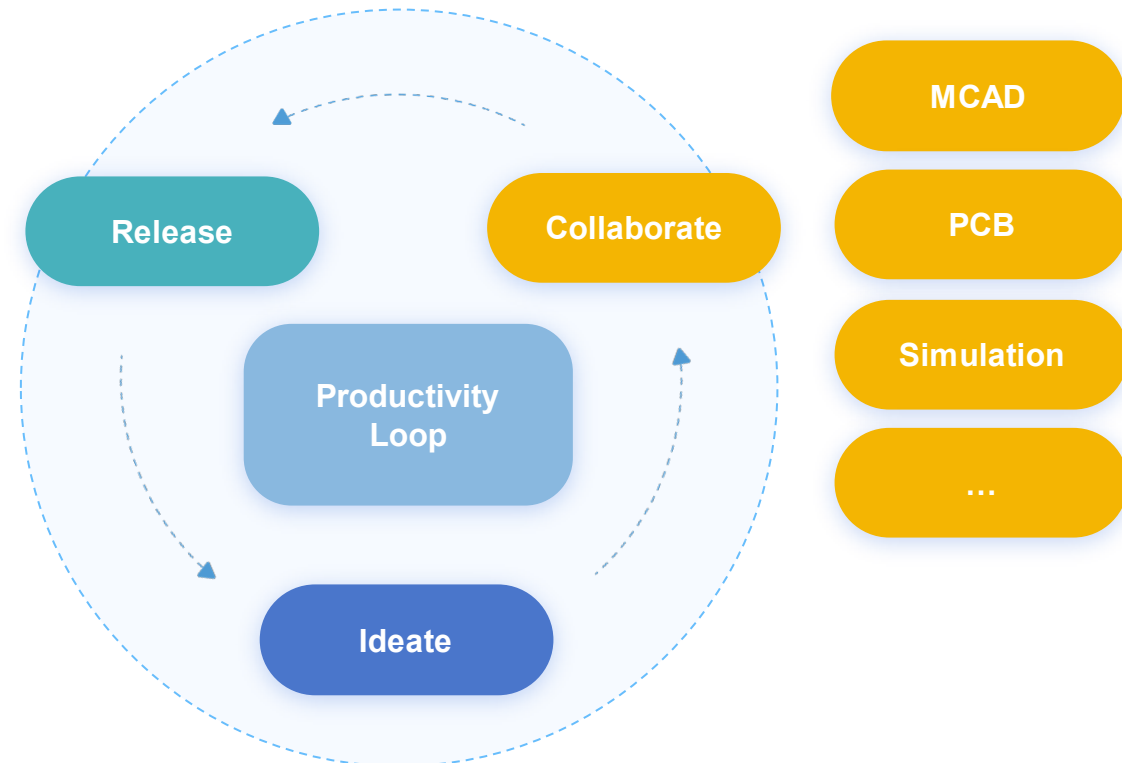 MCAD
Release
Collaborate
PCB
Simulation
Productivity
Loop
…
Ideate